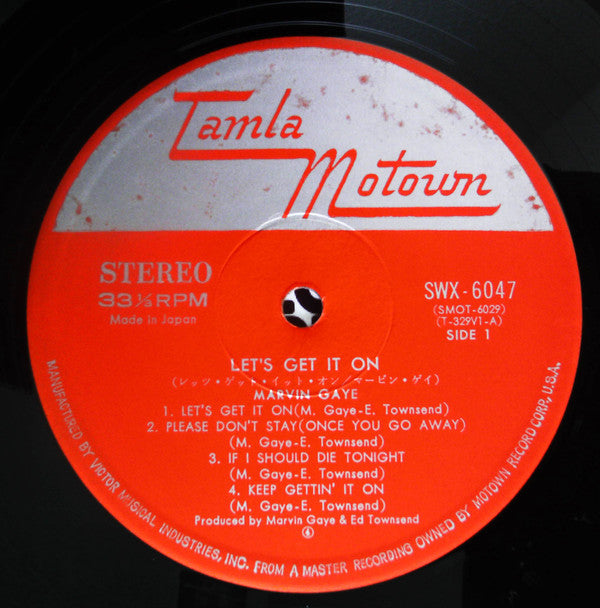 Tamla
Motown
STEREO
33 1/3 RPM
Made in Japan
SWX-6047
(SMOT-6029)
(T-329V1-A)
SIDE 1
LET'S GET IT ON
(レッツ・ゲット・イット・オン/マービン・ゲイ)
MARVIN GAYE
1. LET'S GET IT ON(M. Gaye-E. Townsend)
2. PLEASE DON'T STAY(ONCE YOU GO AWAY)
(M. Gaye-E. Townsend)
3. IF I SHOULD DIE TONIGHT
(M. Gaye-E. Townsend)
4. KEEP GETTIN' IT ON
(M. Gaye-E. Townsend)
Produced by Marvin Gaye & Ed Townsend
MANUFACTURED BY VICTOR MUSICAL INDUSTRIES, INC. FROM A MASTER RECORDING OWNED BY MOTOWN RECORD CORP., U.S.A.